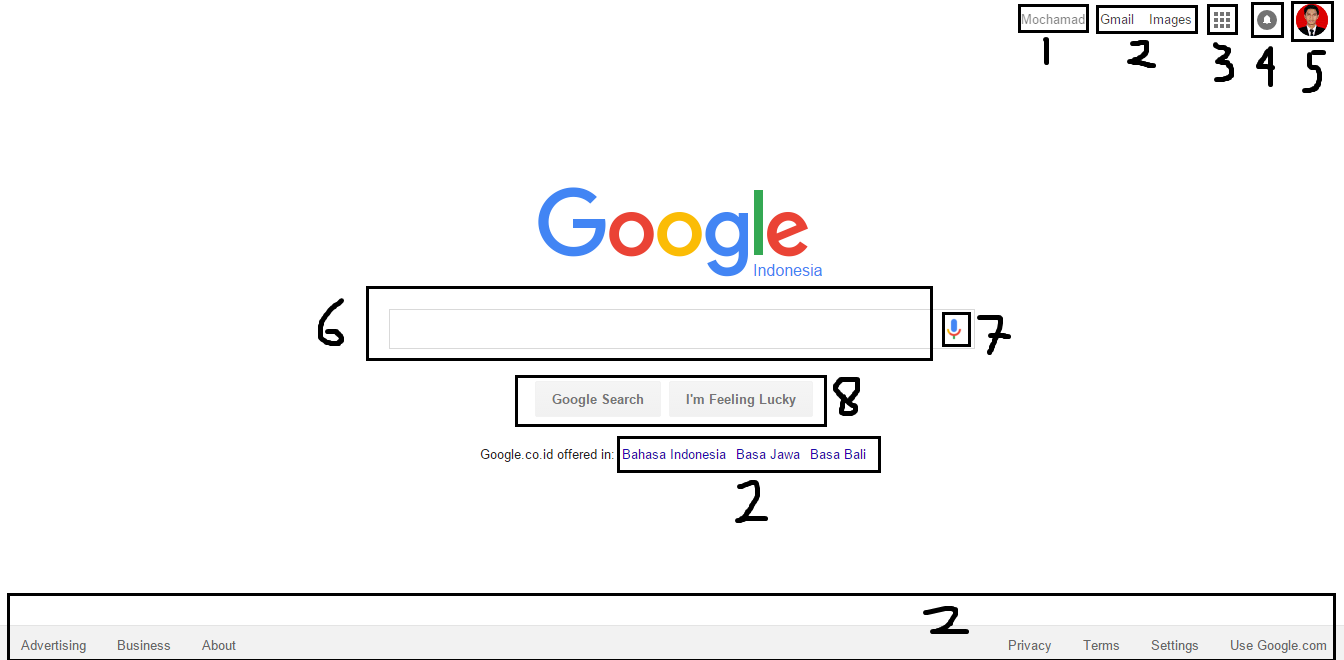 Mochamad Gmail Images
1 2 3 4 5
Google
Indonesia
6 7
Google Search I'm Feeling Lucky 8
Google.co.id offered in: Bahasa Indonesia Basa Jawa Basa Bali
2
2
Advertising Business About Privacy Terms Settings Use Google.com